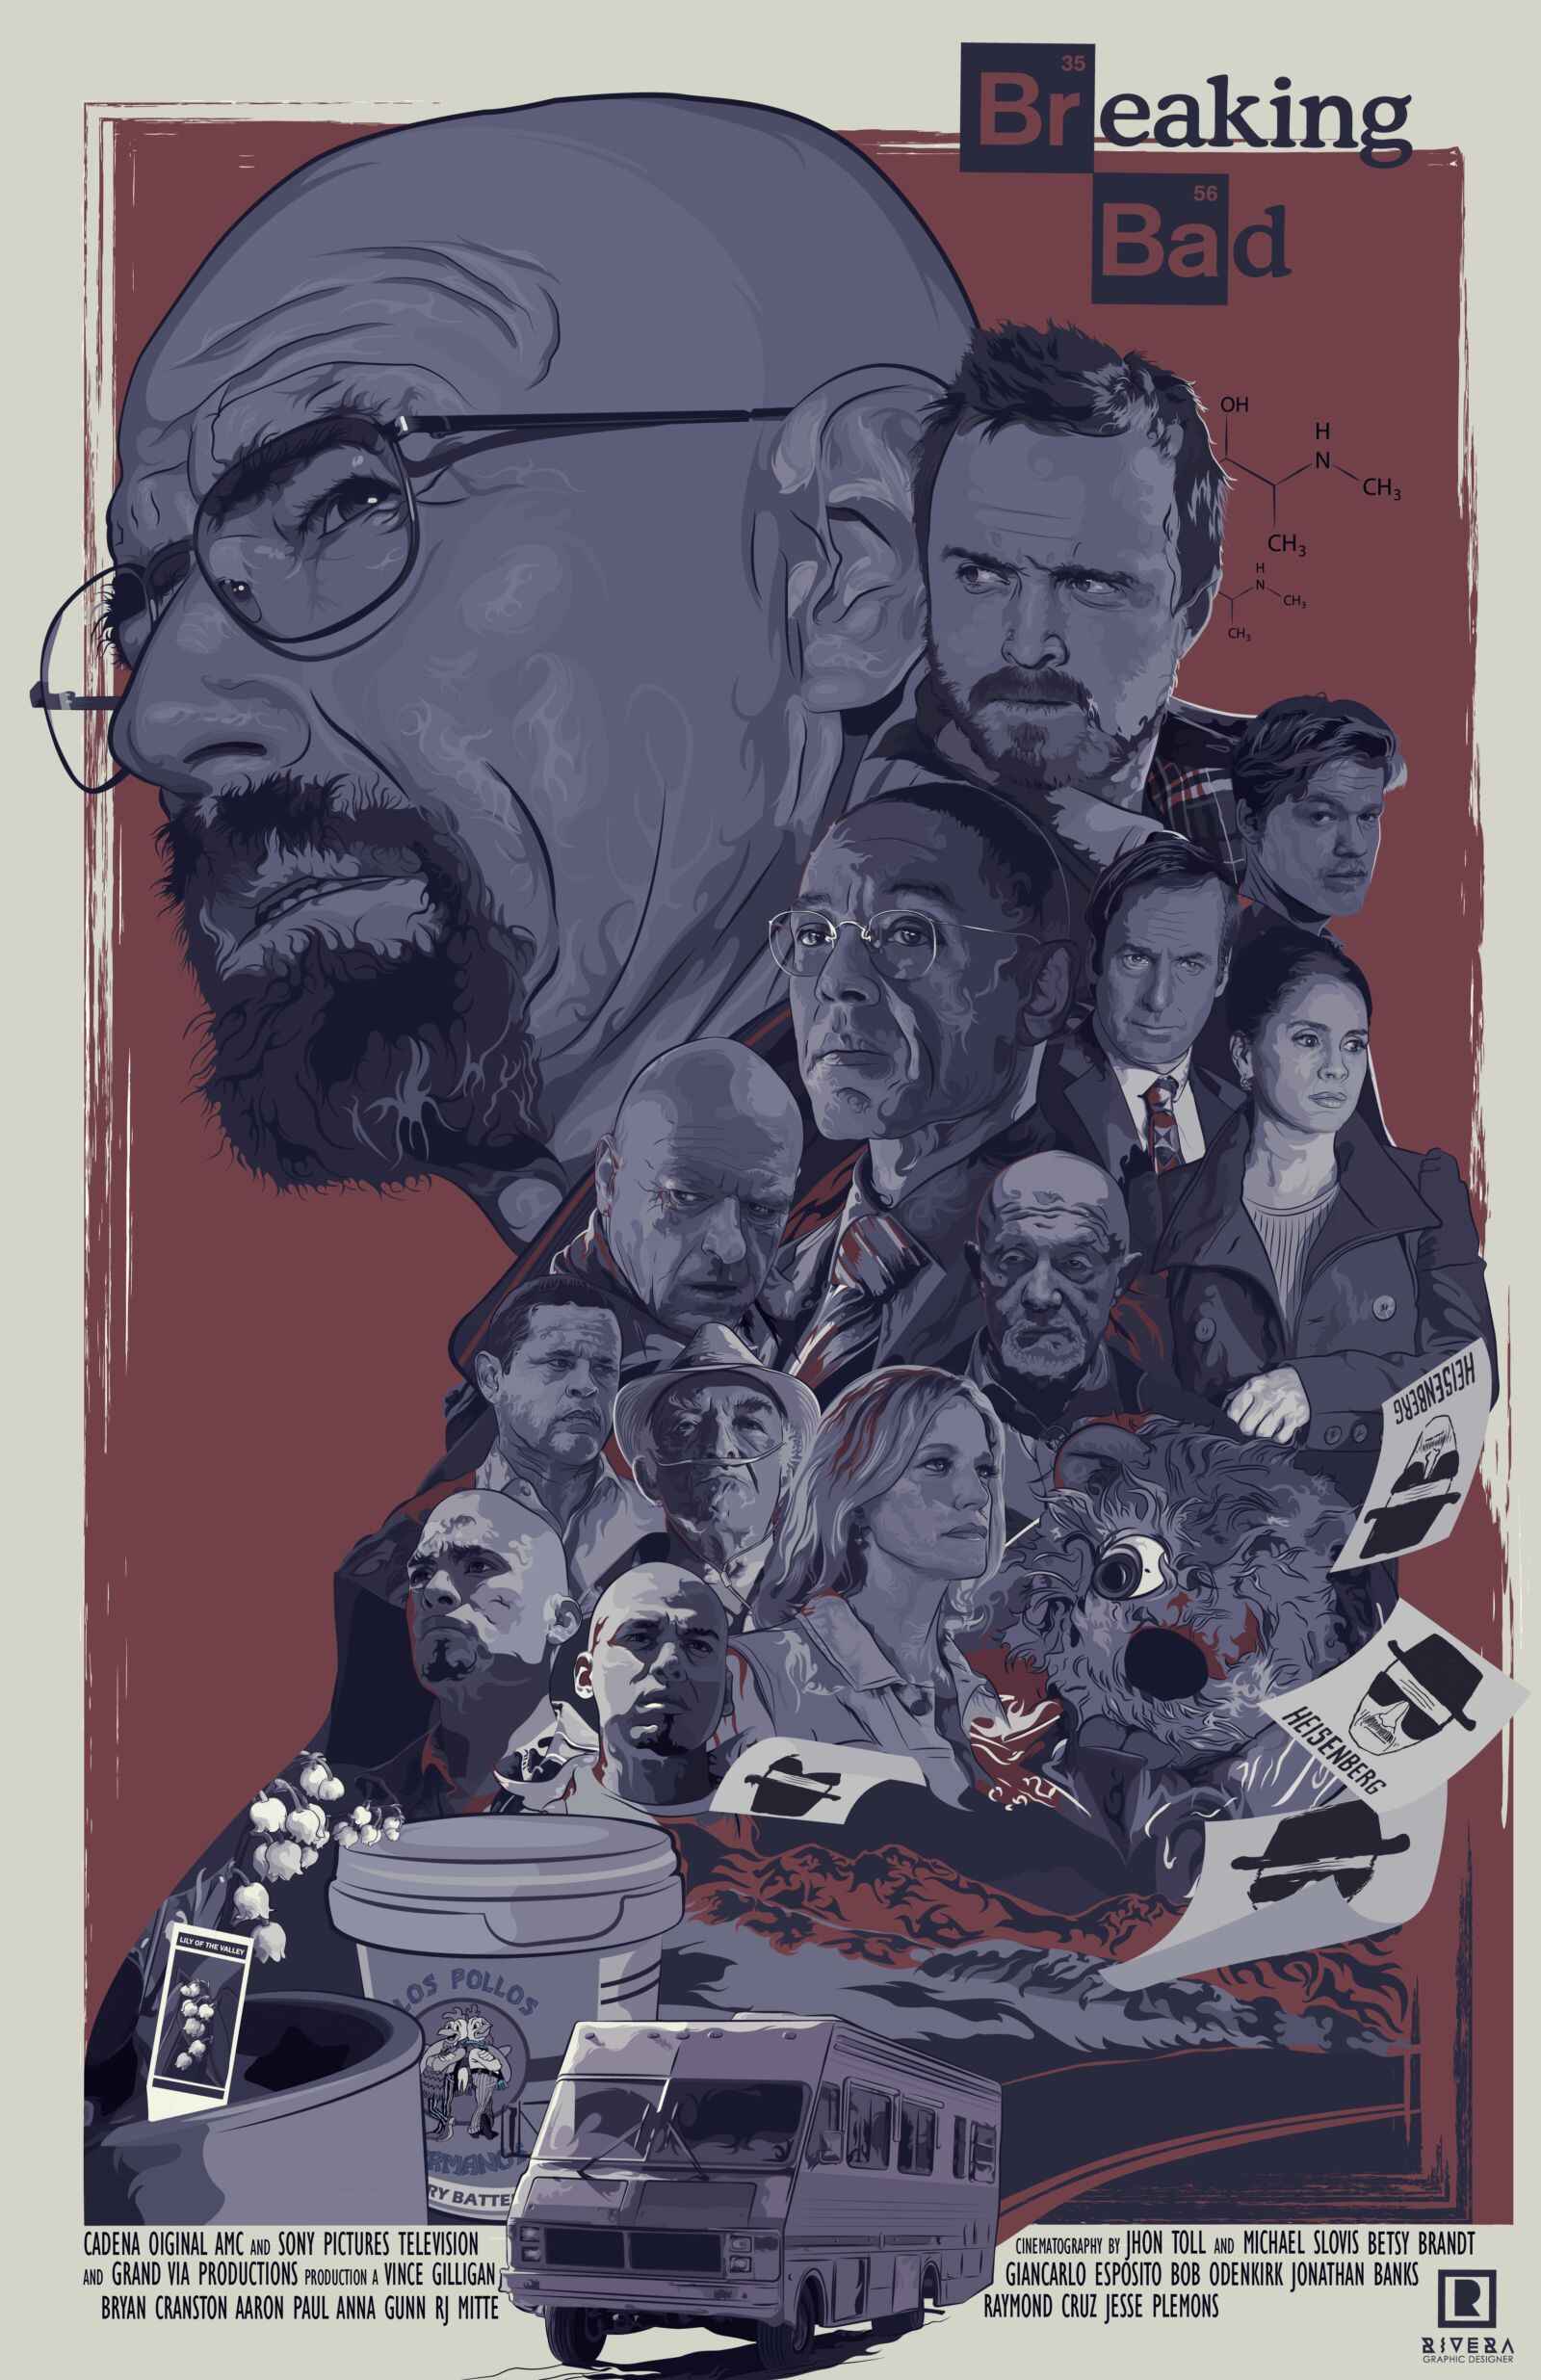 35
Breaking
56
Bad
OH
H
N
CH3
CH3
H
N
CH3
CH3
HEISENBERG
HEISENBERG
LILY OF THE VALLEY
LOS POLLOS
RMANO
RY BATTE
CADENA OIGINAL AMC AND SONY PICTURES TELEVISION
AND GRAND VIA PRODUCTIONS PRODUCTION A VINCE GILLIGAN
BRYAN CRANSTON AARON PAUL ANNA GUNN RJ MITTE
CINEMATOGRAPHY BY JHON TOLL AND MICHAEL SLOVIS BETSY BRANDT
GIANCARLO ESPOSITO BOB ODENKIRK JONATHAN BANKS
RAYMOND CRUZ JESSE PLEMONS
R
RIVERA
GRAPHIC DESIGNER